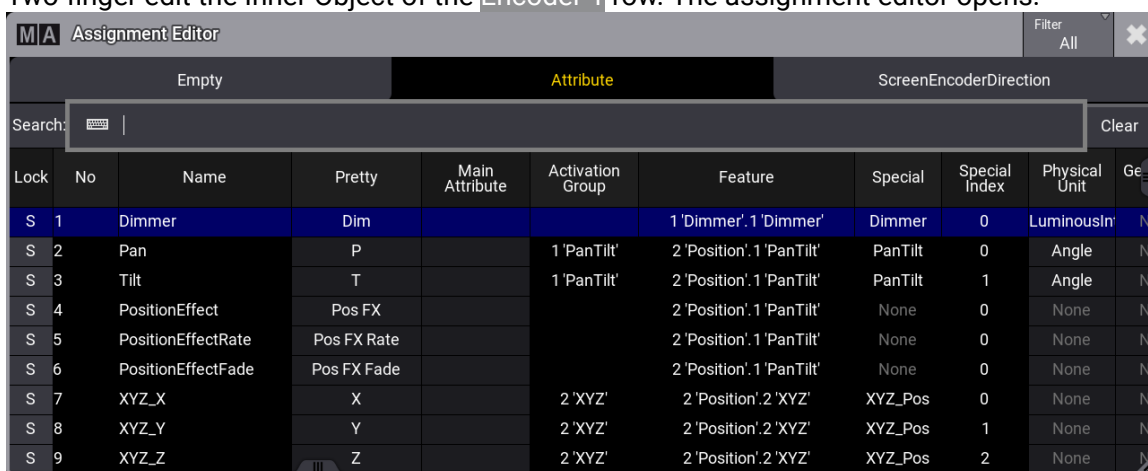 Two-finger edit the inner Object of the Encoder 1 row. The assignment editor opens.
MA Assignment Editor Filter All
Empty Attribute ScreenEncoderDirection
Search: Clear
Lock No Name Pretty Main Attribute Activation Group Feature Special Special Index Physical Unit Ge
S 1 Dimmer Dim 1 'Dimmer'.1 'Dimmer' Dimmer 0 LuminousInt N
S 2 Pan P 1 'PanTilt' 2 'Position'.1 'PanTilt' PanTilt 0 Angle N
S 3 Tilt T 1 'PanTilt' 2 'Position'.1 'PanTilt' PanTilt 1 Angle N
S 4 PositionEffect Pos FX 2 'Position'.1 'PanTilt' None 0 None N
S 5 PositionEffectRate Pos FX Rate 2 'Position'.1 'PanTilt' None 0 None N
S 6 PositionEffectFade Pos FX Fade 2 'Position'.1 'PanTilt' None 0 None N
S 7 XYZ_X X 2 'XYZ' 2 'Position'.2 'XYZ' XYZ_Pos 0 None N
S 8 XYZ_Y Y 2 'XYZ' 2 'Position'.2 'XYZ' XYZ_Pos 1 None N
S 9 XYZ_Z Z 2 'XYZ' 2 'Position'.2 'XYZ' XYZ_Pos 2 None N